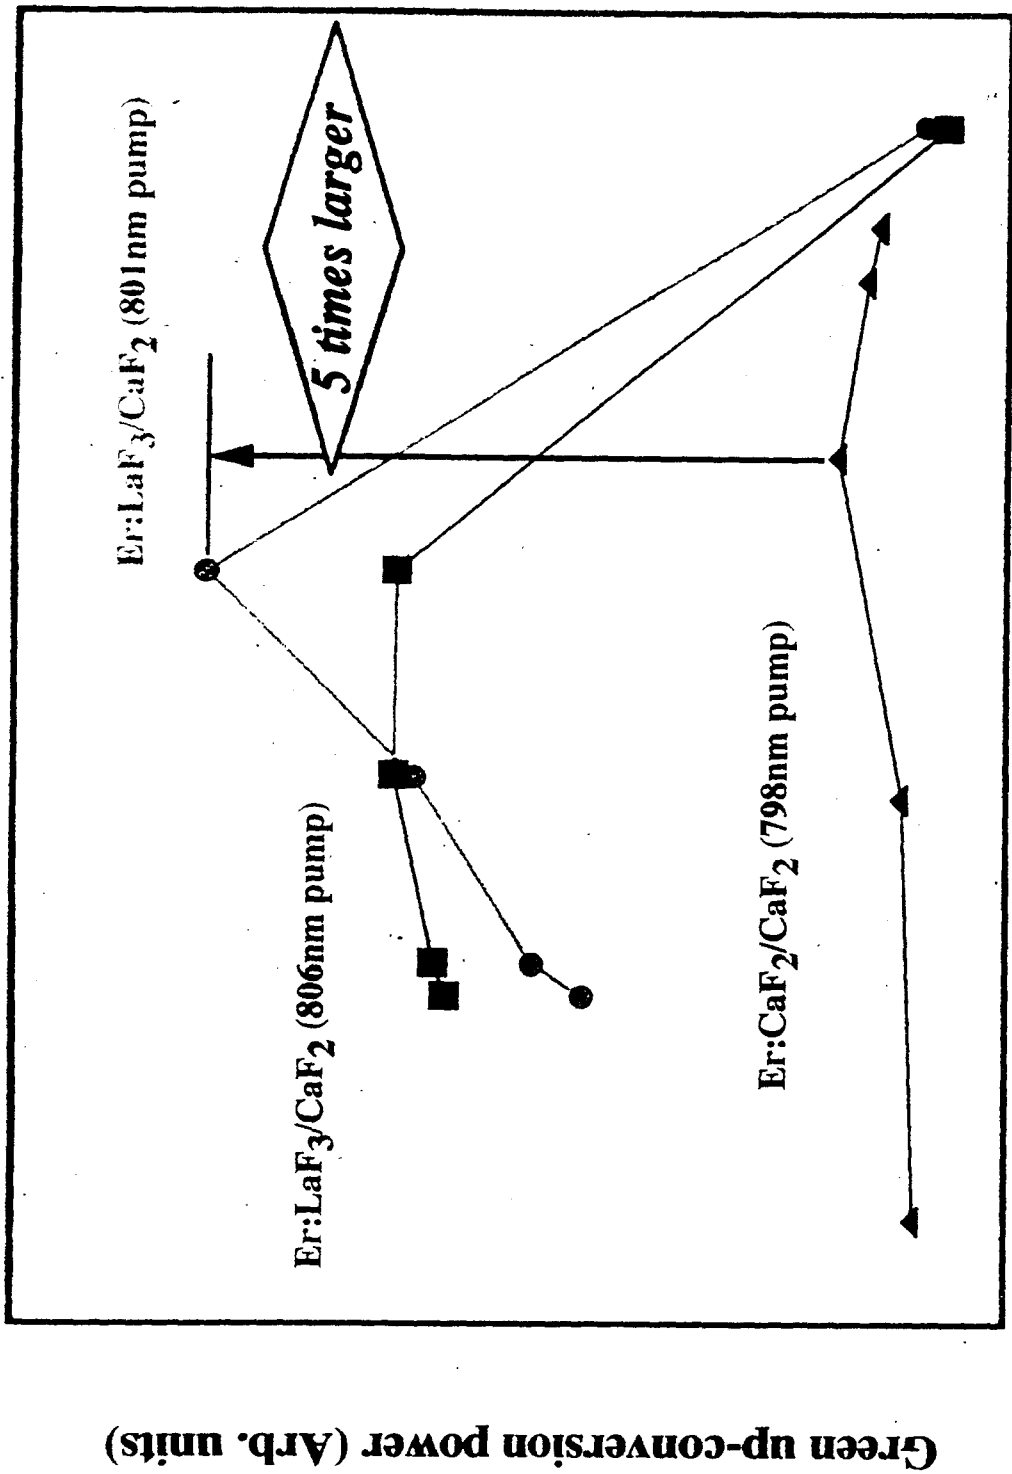 Er:LaF3/CaF2 (801nm pump)
5 times larger
Er:LaF3/CaF2 (806nm pump)
Er:CaF2/CaF2 (798nm pump)
Green up-conversion power (Arb. units)